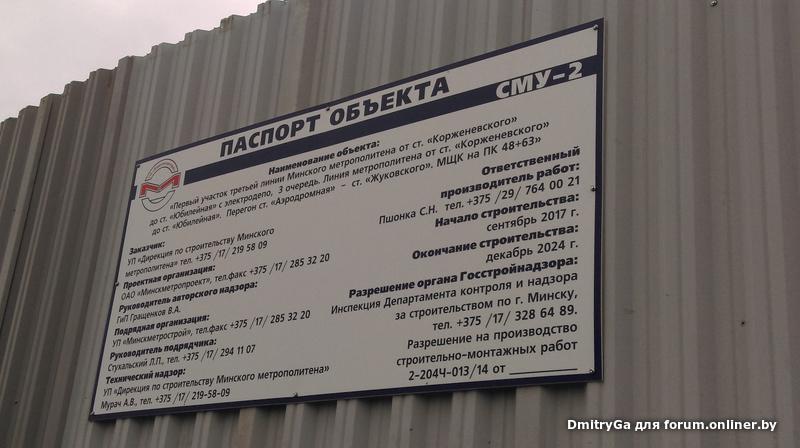 ПАСПОРТ ОБЪЕКТА
СМУ-2
Наименование объекта:
«Первый участок третьей линии Минского метрополитена от ст. «Корженевского»
до ст. «Юбилейная» с электродепо, 3 очередь. Линия метрополитена от ст. «Корженевского»
до ст. «Юбилейная». Перегон ст. «Аэродромная» – ст. «Жуковского». МЩК на ПК 48+63»
Заказчик:
УП «Дирекция по строительству Минского
метрополитена» тел. +375 /17/ 219 58 09
Проектная организация:
ОАО «Минскметропроект», тел.факс +375 /17/ 285 32 20
Руководитель авторского надзора:
ГиП Гращенков В.А.
Подрядная организация:
УП «Минскметрострой», тел.факс +375 /17/ 285 32 20
Руководитель подрядчика:
Стухальский Л.П., тел. +375 /17/ 294 11 07
Технический надзор:
УП «Дирекция по строительству Минского метрополитена»
Мурач А.В., тел. +375 /17/ 219-58-09
Ответственный
производитель работ:
Пшонка С.Н. тел. +375 /29/ 764 00 21
Начало строительства:
сентябрь 2017 г.
Окончание строительства:
декабрь 2024 г.
Разрешение органа Госстройнадзора:
Инспекция Департамента контроля и надзора
за строительством по г. Минску,
тел. +375 /17/ 328 64 89.
Разрешение на производство
строительно-монтажных работ
2-204Ч-013/14 от
DmitryGa для forum.onliner.by